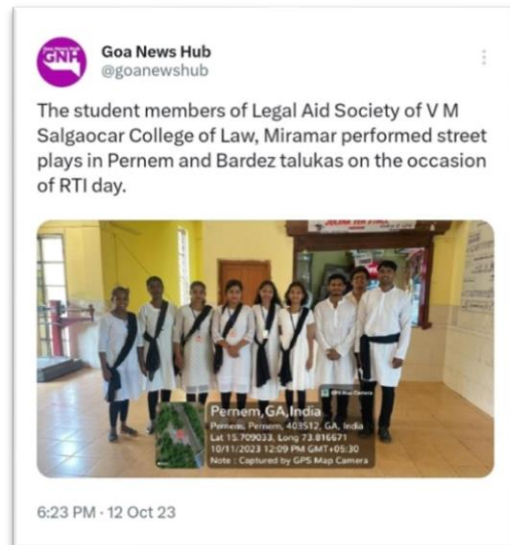 GNH
Goa News Hub
@goanewshub
The student members of Legal Aid Society of V M
Salgaocar College of Law, Miramar performed street
plays in Pernem and Bardez talukas on the occasion
of RTI day.
GPS Map Camera
Pernem,GA,India
Pernem, Pernem, 403512, GA, India
Lat 15.709033, Long 73.816671
10/11/2023 12:09 PM GMT+05:30
Note : Captured by GPS Map Camera
6:23 PM · 12 Oct 23